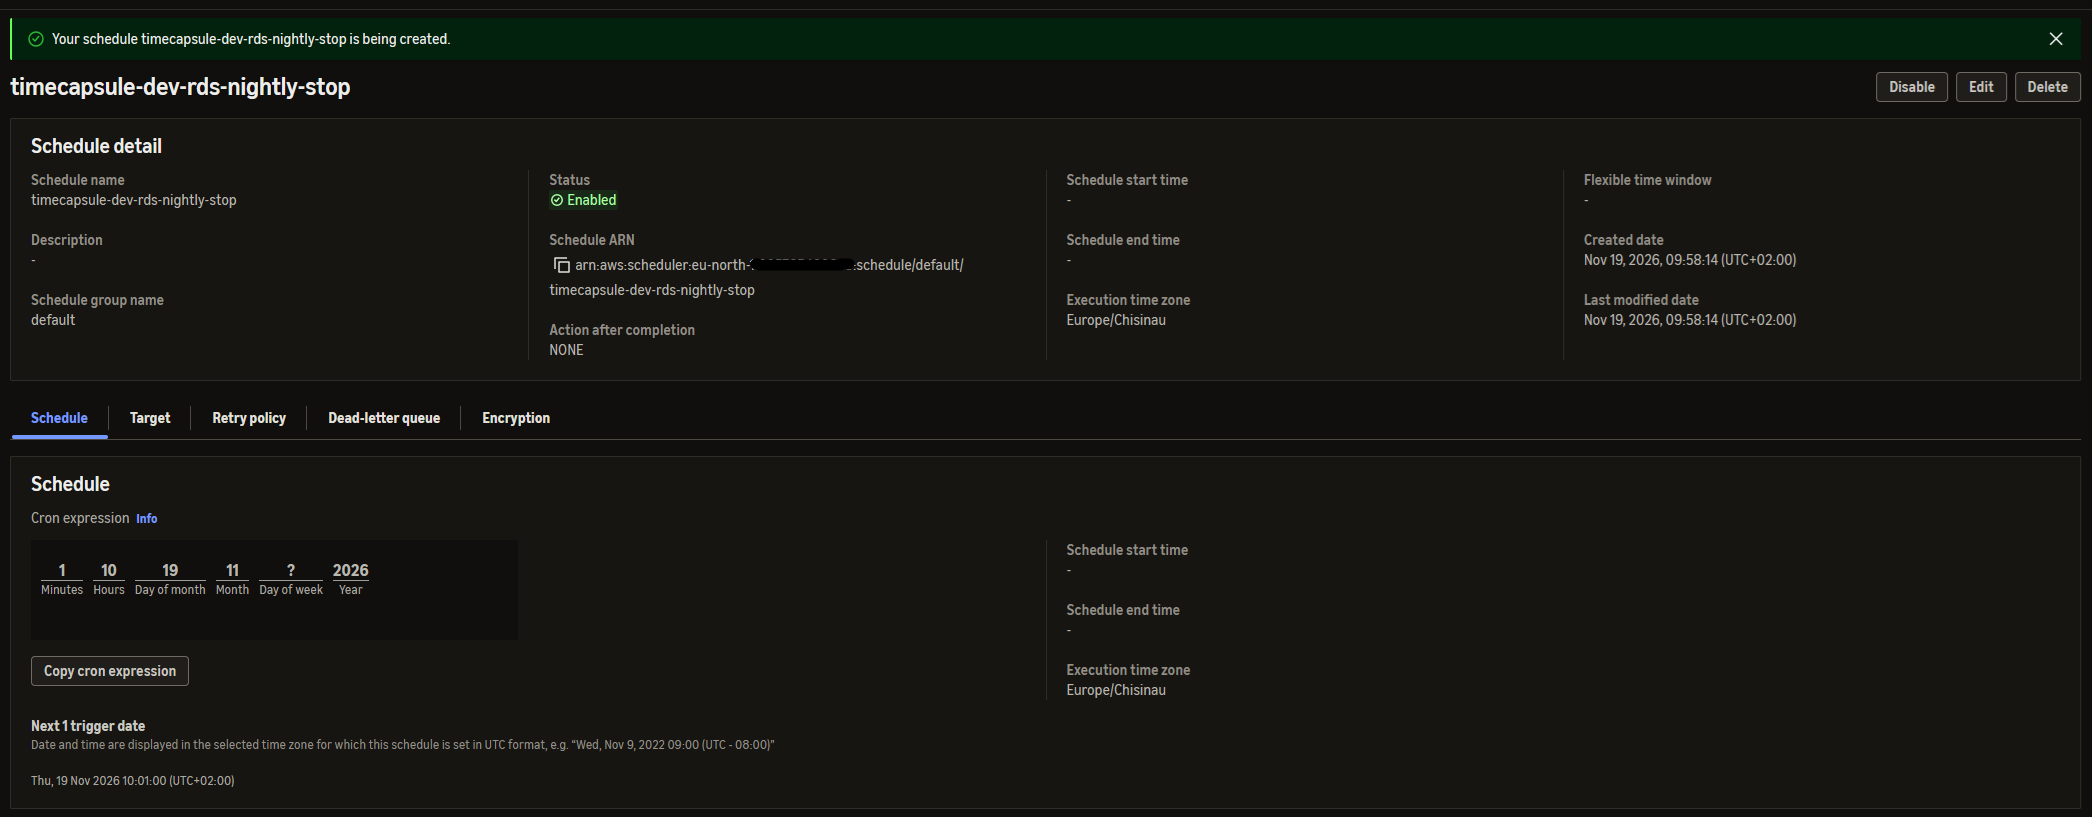 Your schedule timecapsule-dev-rds-nightly-stop is being created.
timecapsule-dev-rds-nightly-stop
Disable
Edit
Delete
Schedule detail
Schedule name
timecapsule-dev-rds-nightly-stop
Description
-
Schedule group name
default
Status
Enabled
Schedule ARN
arn:aws:scheduler:eu-north- :schedule/default/
timecapsule-dev-rds-nightly-stop
Action after completion
NONE
Schedule start time
-
Schedule end time
-
Execution time zone
Europe/Chisinau
Flexible time window
-
Created date
Nov 19, 2026, 09:58:14 (UTC+02:00)
Last modified date
Nov 19, 2026, 09:58:14 (UTC+02:00)
Schedule
Target
Retry policy
Dead-letter queue
Encryption
Schedule
Cron expression Info
1 10 19 11 ? 2026
Minutes Hours Day of month Month Day of week Year
Copy cron expression
Schedule start time
-
Schedule end time
-
Execution time zone
Europe/Chisinau
Next 1 trigger date
Date and time are displayed in the selected time zone for which this schedule is set in UTC format, e.g. "Wed, Nov 9, 2022 09:00 (UTC - 08:00)"
Thu, 19 Nov 2026 10:01:00 (UTC+02:00)